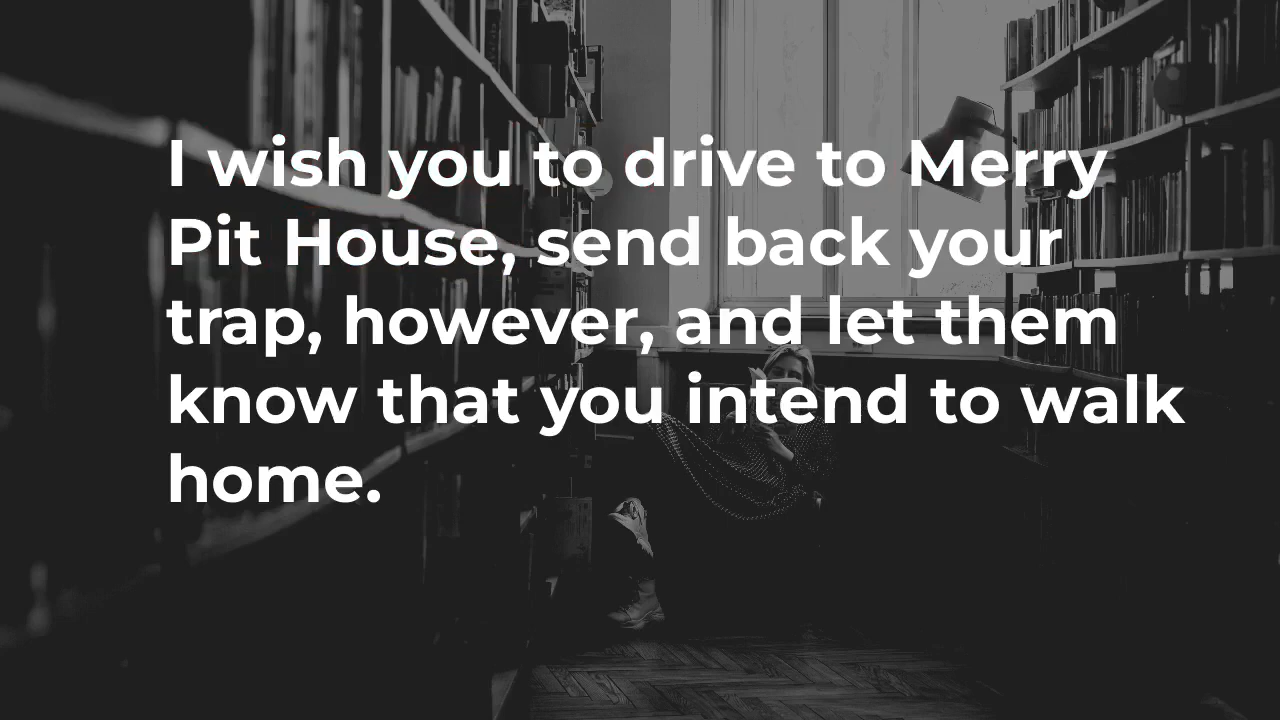 I wish you to drive to Merry
Pit House, send back your
trap, however, and let them
know that you intend to walk
home.